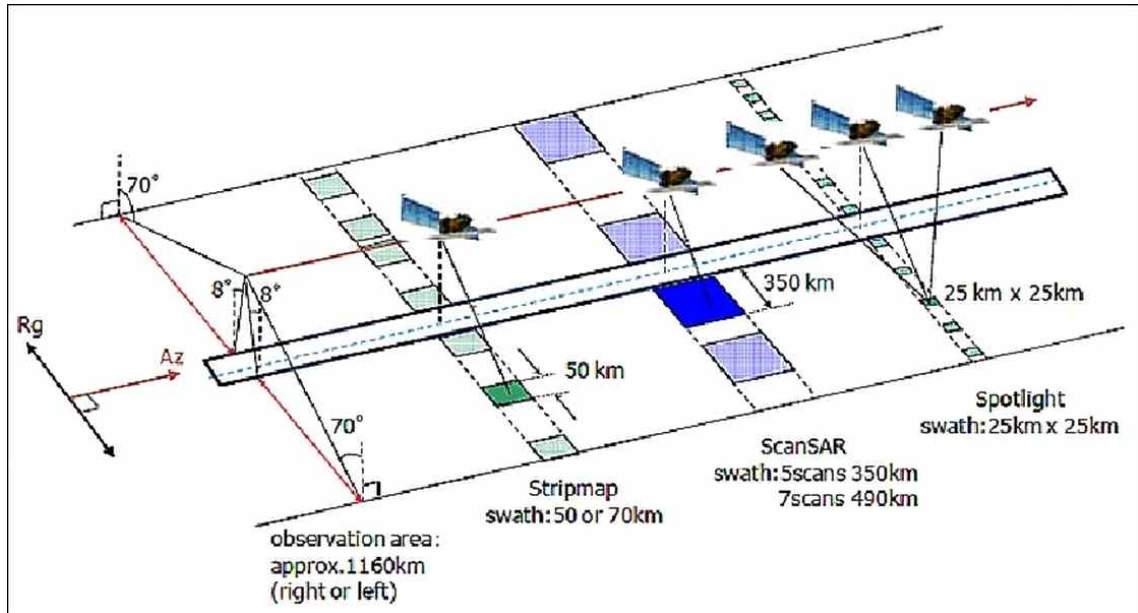 70°
8°
8°
Rg
Az
70°
350 km
25 km x 25km
50 km
Spotlight
swath:25km x 25km
ScanSAR
swath:5scans 350km
7scans 490km
Stripmap
swath:50 or 70km
observation area:
approx.1160km
(right or left)